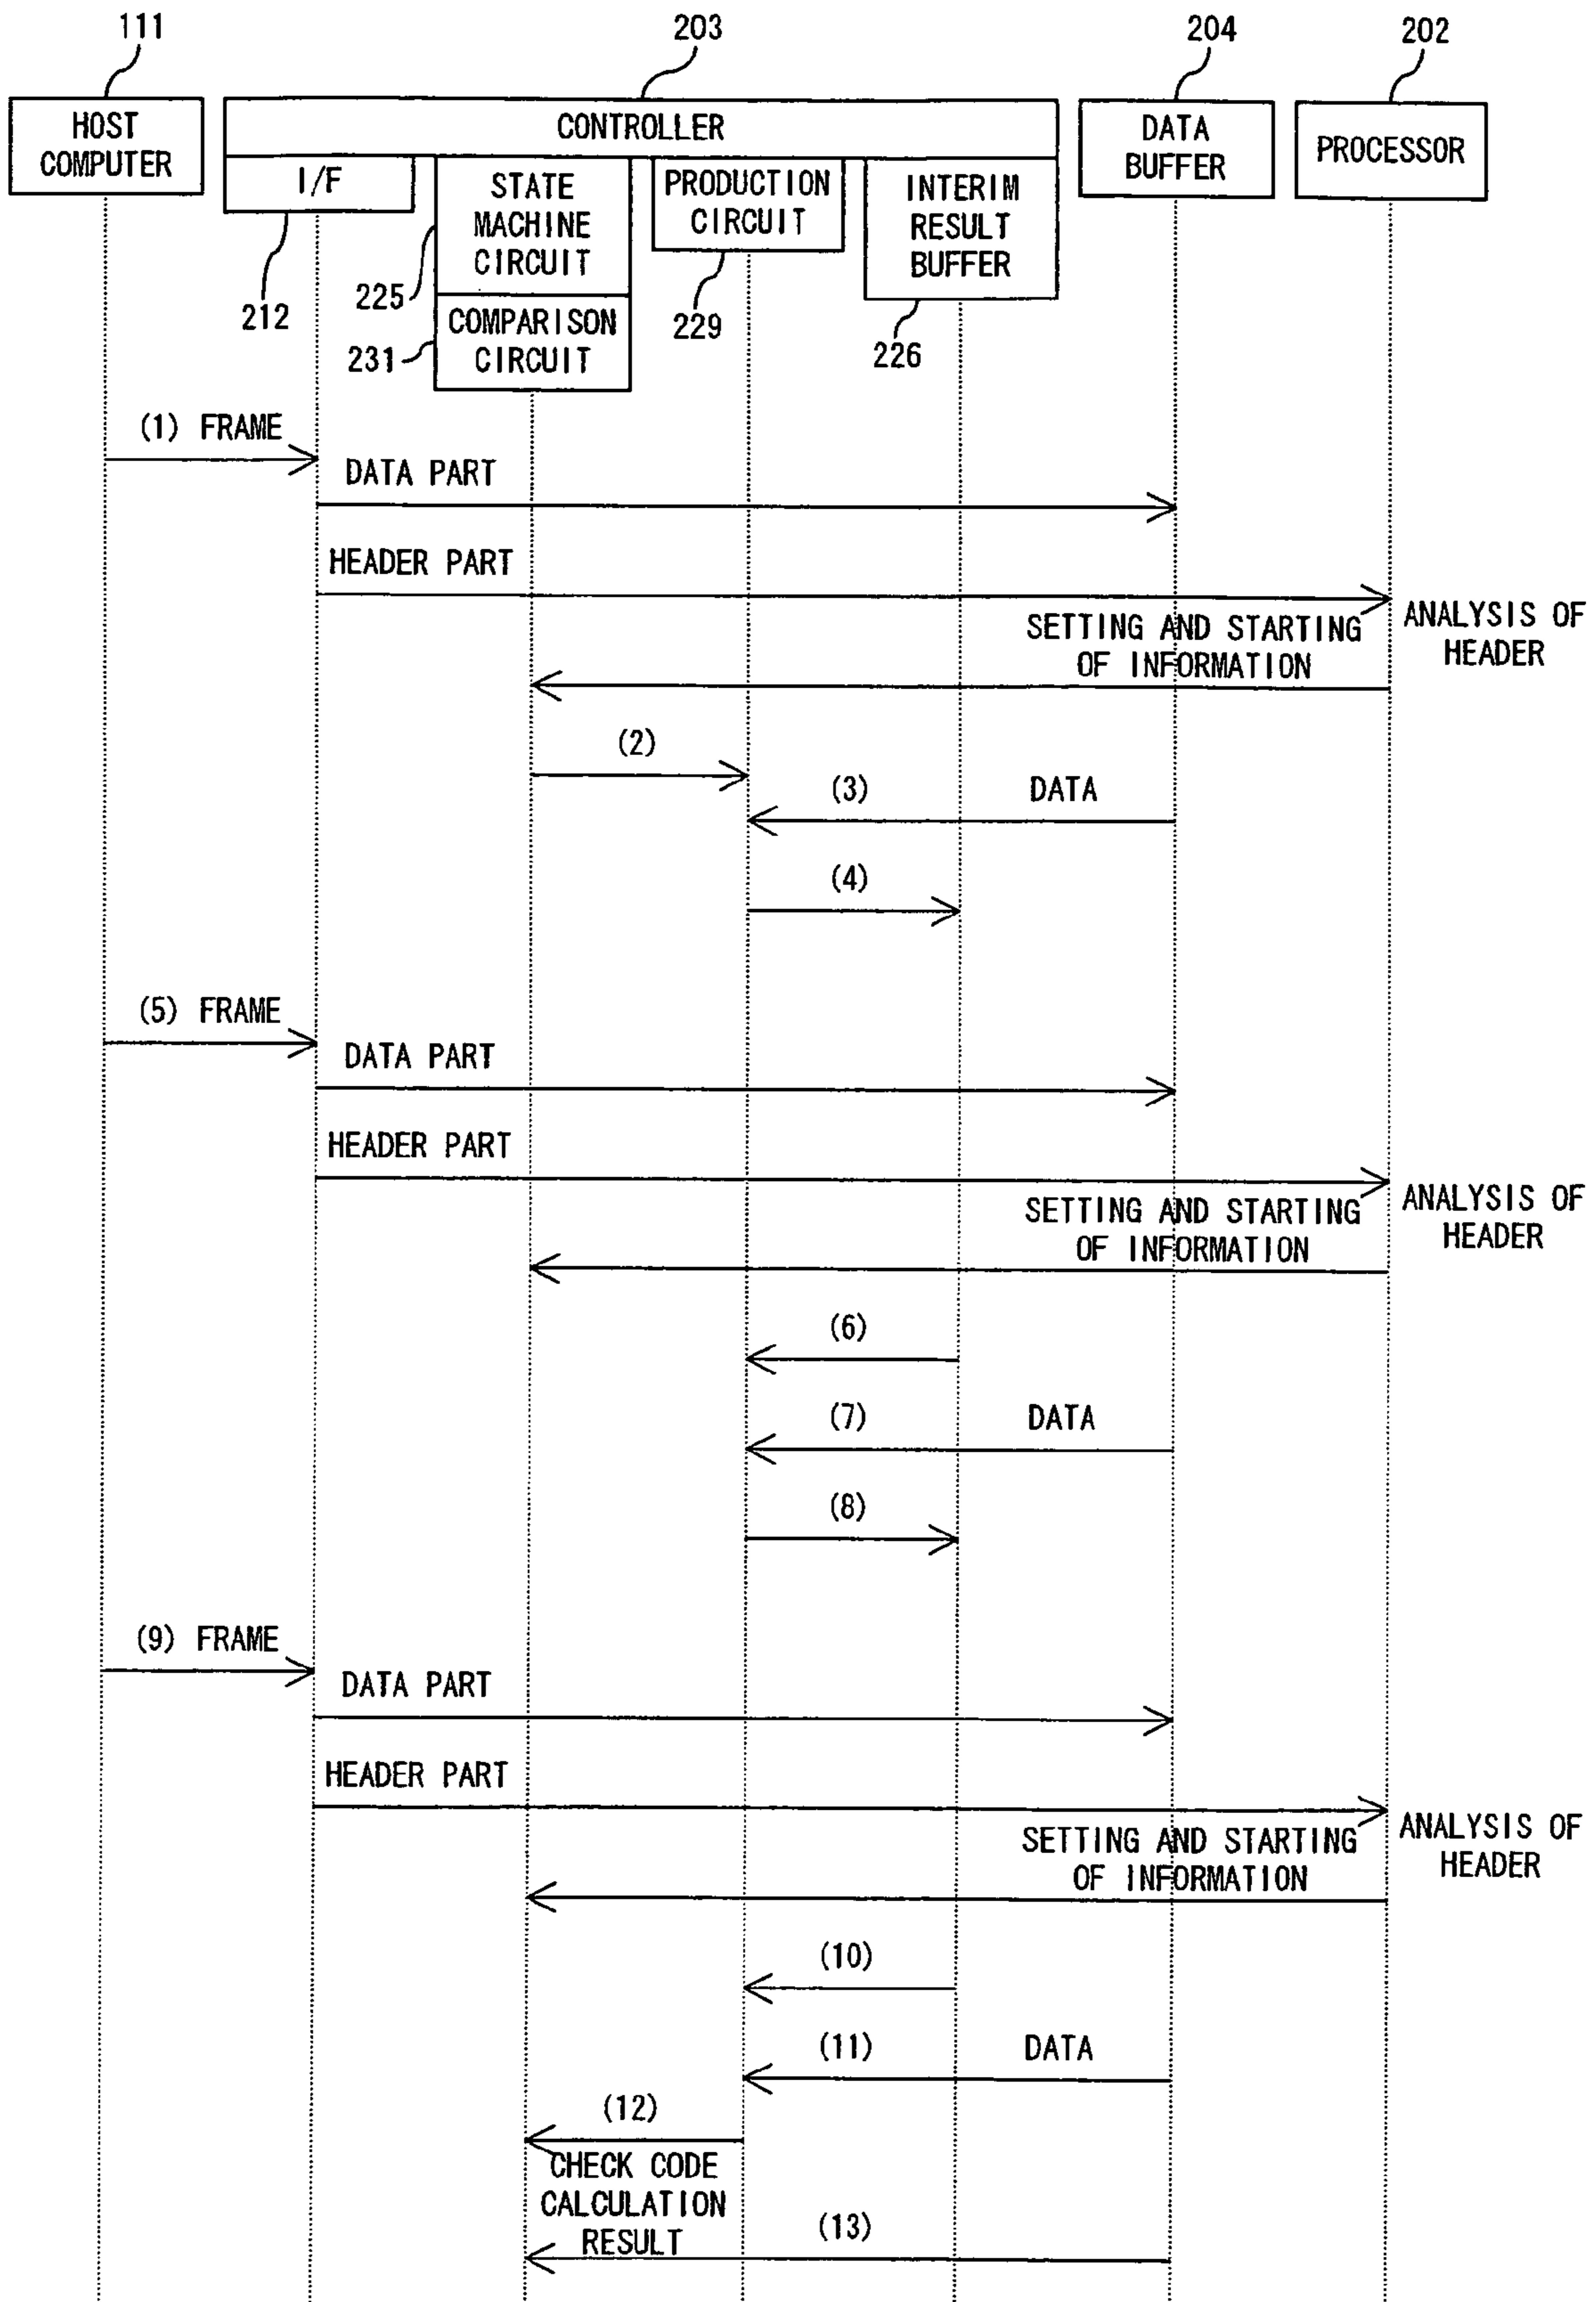 111
203
204
202
HOST
COMPUTER
CONTROLLER
DATA
BUFFER
PROCESSOR
I/F
STATE
MACHINE
CIRCUIT
PRODUCTION
CIRCUIT
INTERIM
RESULT
BUFFER
212
225
COMPARISON
CIRCUIT
231
229
226
(1) FRAME
DATA PART
HEADER PART
ANALYSIS OF
HEADER
SETTING AND STARTING
OF INFORMATION
(2)
(3) DATA
(4)
(5) FRAME
DATA PART
HEADER PART
ANALYSIS OF
HEADER
SETTING AND STARTING
OF INFORMATION
(6)
(7) DATA
(8)
(9) FRAME
DATA PART
HEADER PART
ANALYSIS OF
HEADER
SETTING AND STARTING
OF INFORMATION
(10)
(11) DATA
(12)
CHECK CODE
CALCULATION
RESULT
(13)